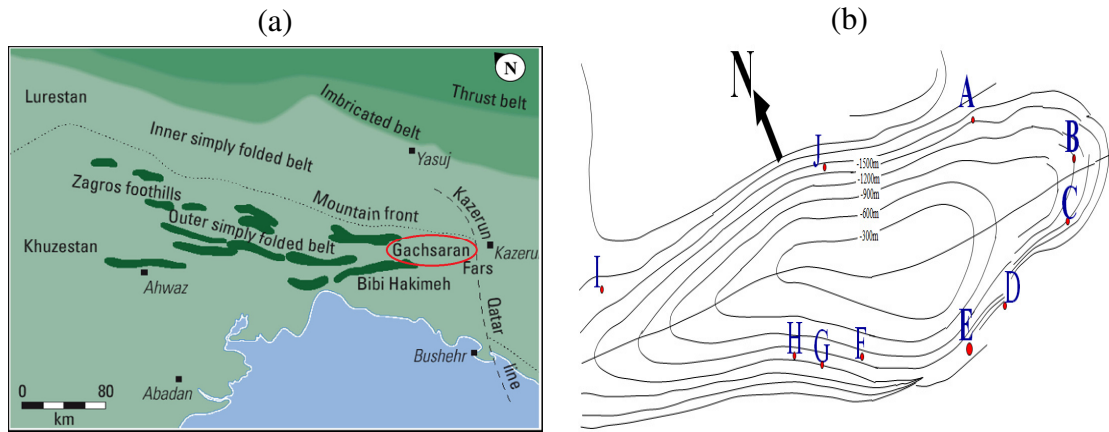 (a)
(b)
N
Lurestan
Thrust belt
Imbricated belt
Inner simply folded belt
Yasuj
Zagros foothills
Mountain front
Kazerun
Outer simply folded belt
Khuzestan
Gachsaran
Kazeru
Fars
Ahwaz
Bibi Hakimeh
Qatar
line
Bushehr
Abadan
0 80
km
N
A
B
J
-1500m
-1200m
-900m
-600m
-300m
C
I
D
E
H
G
F